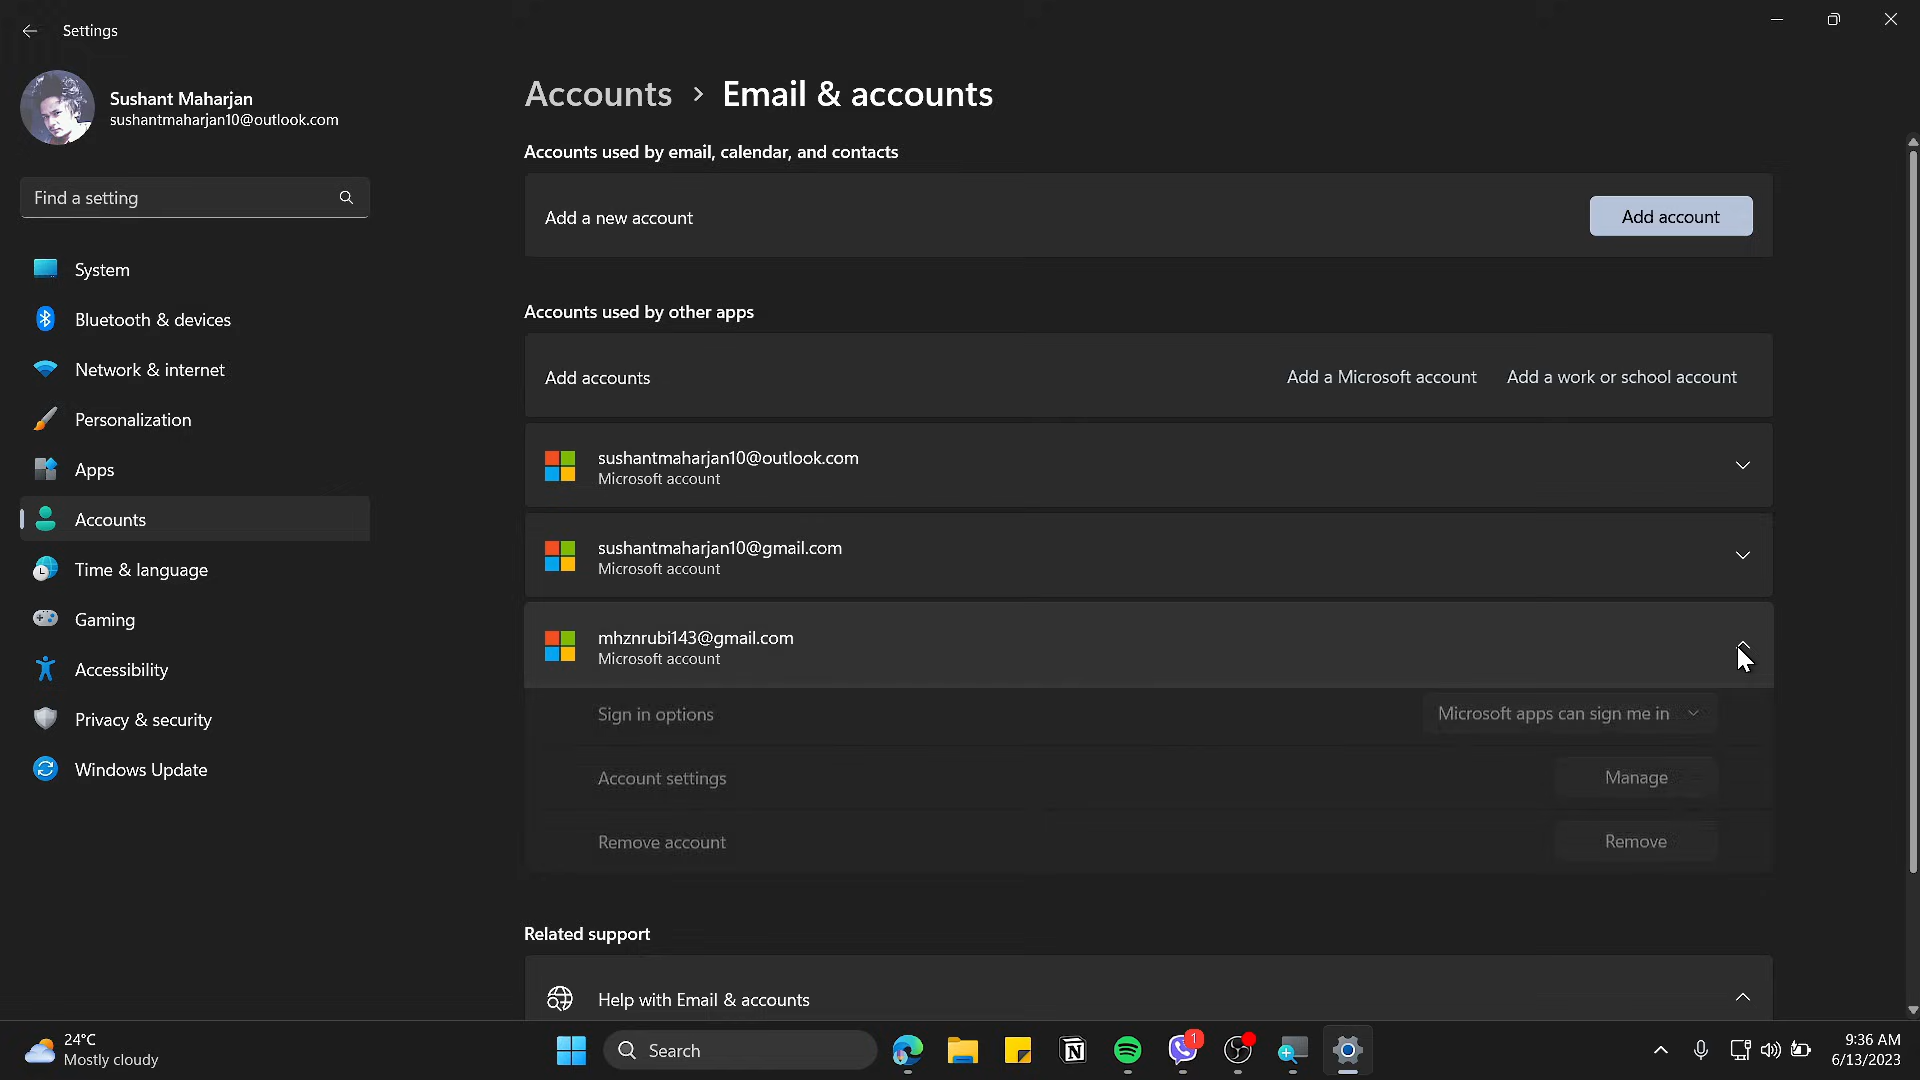 Settings
Sushant Maharjan
sushantmaharjan10@outlook.com
Find a setting
System
Bluetooth & devices
Network & internet
Personalization
Apps
Accounts
Time & language
Gaming
Accessibility
Privacy & security
Windows Update
Accounts > Email & accounts
Accounts used by email, calendar, and contacts
Add a new account
Add account
Accounts used by other apps
Add accounts
Add a Microsoft account
Add a work or school account
sushantmaharjan10@outlook.com
Microsoft account
sushantmaharjan10@gmail.com
Microsoft account
mhznrubi143@gmail.com
Microsoft account
Sign in options
Microsoft apps can sign me in
Account settings
Manage
Remove account
Remove
Related support
Help with Email & accounts
24°C
Mostly cloudy
Search
1
9:36 AM
6/13/2023